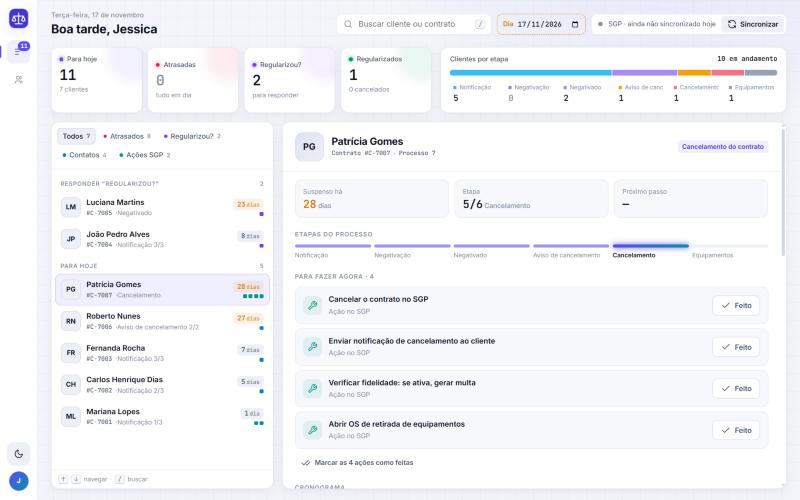 Terça-feira, 17 de novembro
Boa tarde, Jessica
Buscar cliente ou contrato /
Dia 17/11/2026
SGP · ainda não sincronizado hoje
Sincronizar
11
Para hoje
11
7 clientes
Atrasadas
0
tudo em dia
Regularizou?
2
para responder
Regularizados
1
0 cancelados
Clientes por etapa
10 em andamento
Notificação
5
Negativação
0
Negativado
2
Aviso de canc
1
Cancelamento
1
Equipamentos
1
Todos 7
Atrasados 0
Regularizou? 2
Contatos 4
Ações SGP 2
RESPONDER "REGULARIZOU?" 2
LM
Luciana Martins
#C-7005 ·Negativado
23 dias
JP
João Pedro Alves
#C-7004 ·Notificação 3/3
8 dias
PARA HOJE 5
PG
Patrícia Gomes
#C-7007 ·Cancelamento
28 dias
RN
Roberto Nunes
#C-7006 ·Aviso de cancelamento 2/2
27 dias
FR
Fernanda Rocha
#C-7003 ·Notificação 3/3
7 dias
CH
Carlos Henrique Dias
#C-7002 ·Notificação 2/3
5 dias
ML
Mariana Lopes
#C-7001 ·Notificação 1/3
1 dia
↑ ↓ navegar · / buscar
J
PG
Patrícia Gomes
Contrato #C-7007 · Processo 7
Cancelamento do contrato
Suspenso há
28 dias
Etapa
5/6 Cancelamento
Próximo passo
—
ETAPAS DO PROCESSO
Notificação
Negativação
Negativado
Aviso de cancelamento
Cancelamento
Equipamentos
PARA FAZER AGORA · 4
Cancelar o contrato no SGP
Ação no SGP
Feito
Enviar notificação de cancelamento ao cliente
Ação no SGP
Feito
Verificar fidelidade: se ativa, gerar multa
Ação no SGP
Feito
Abrir OS de retirada de equipamentos
Ação no SGP
Feito
Marcar as 4 ações como feitas
CRONOGRAMA